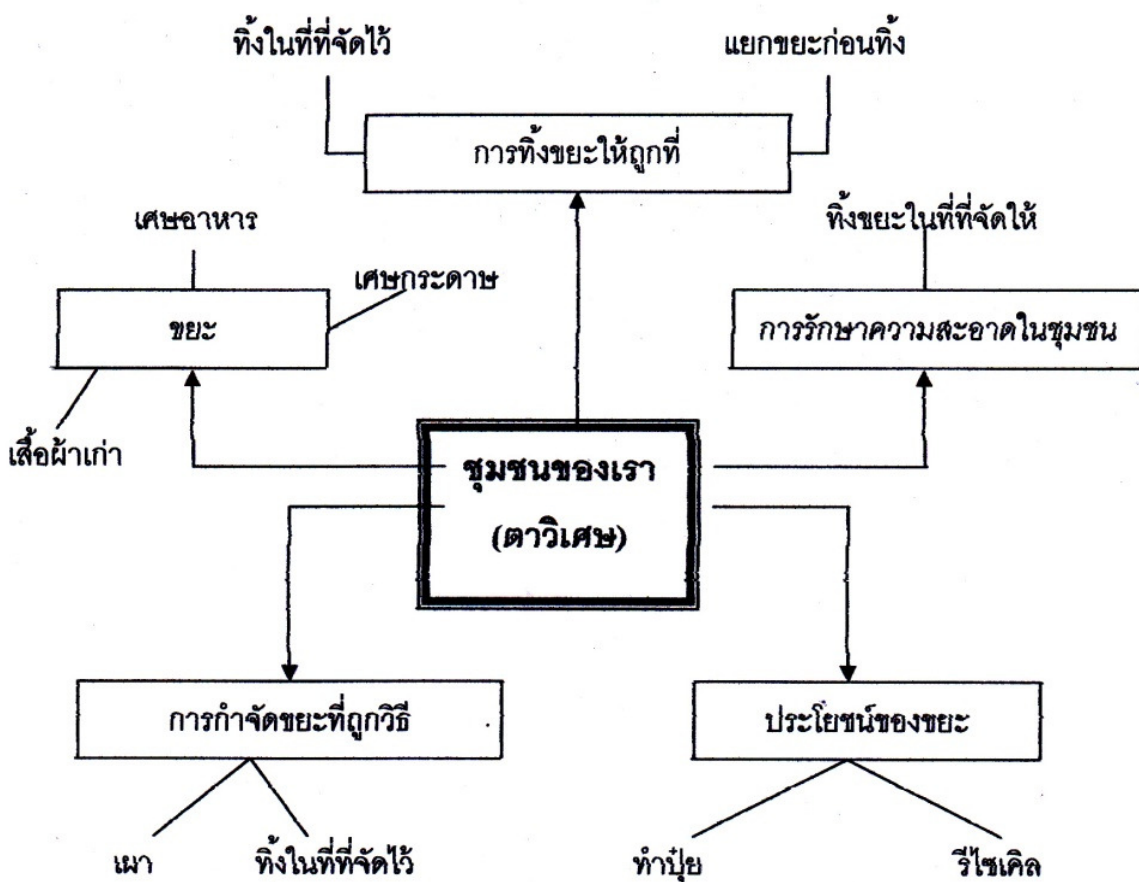 ทิ้งในที่ที่จัดไว้
แยกขยะก่อนทิ้ง
การทิ้งขยะให้ถูกที่
เศษอาหาร
ทิ้งขยะในที่ที่จัดให้
เศษกระดาษ
ขยะ
การรักษาความสะอาดในชุมชน
เสื้อผ้าเก่า
ชุมชนของเรา
(ตาวิเศษ)
การกำจัดขยะที่ถูกวิธี
ประโยชน์ของขยะ
เผา
ทิ้งในที่ที่จัดไว้
ทำปุ๋ย
รีไซเคิล